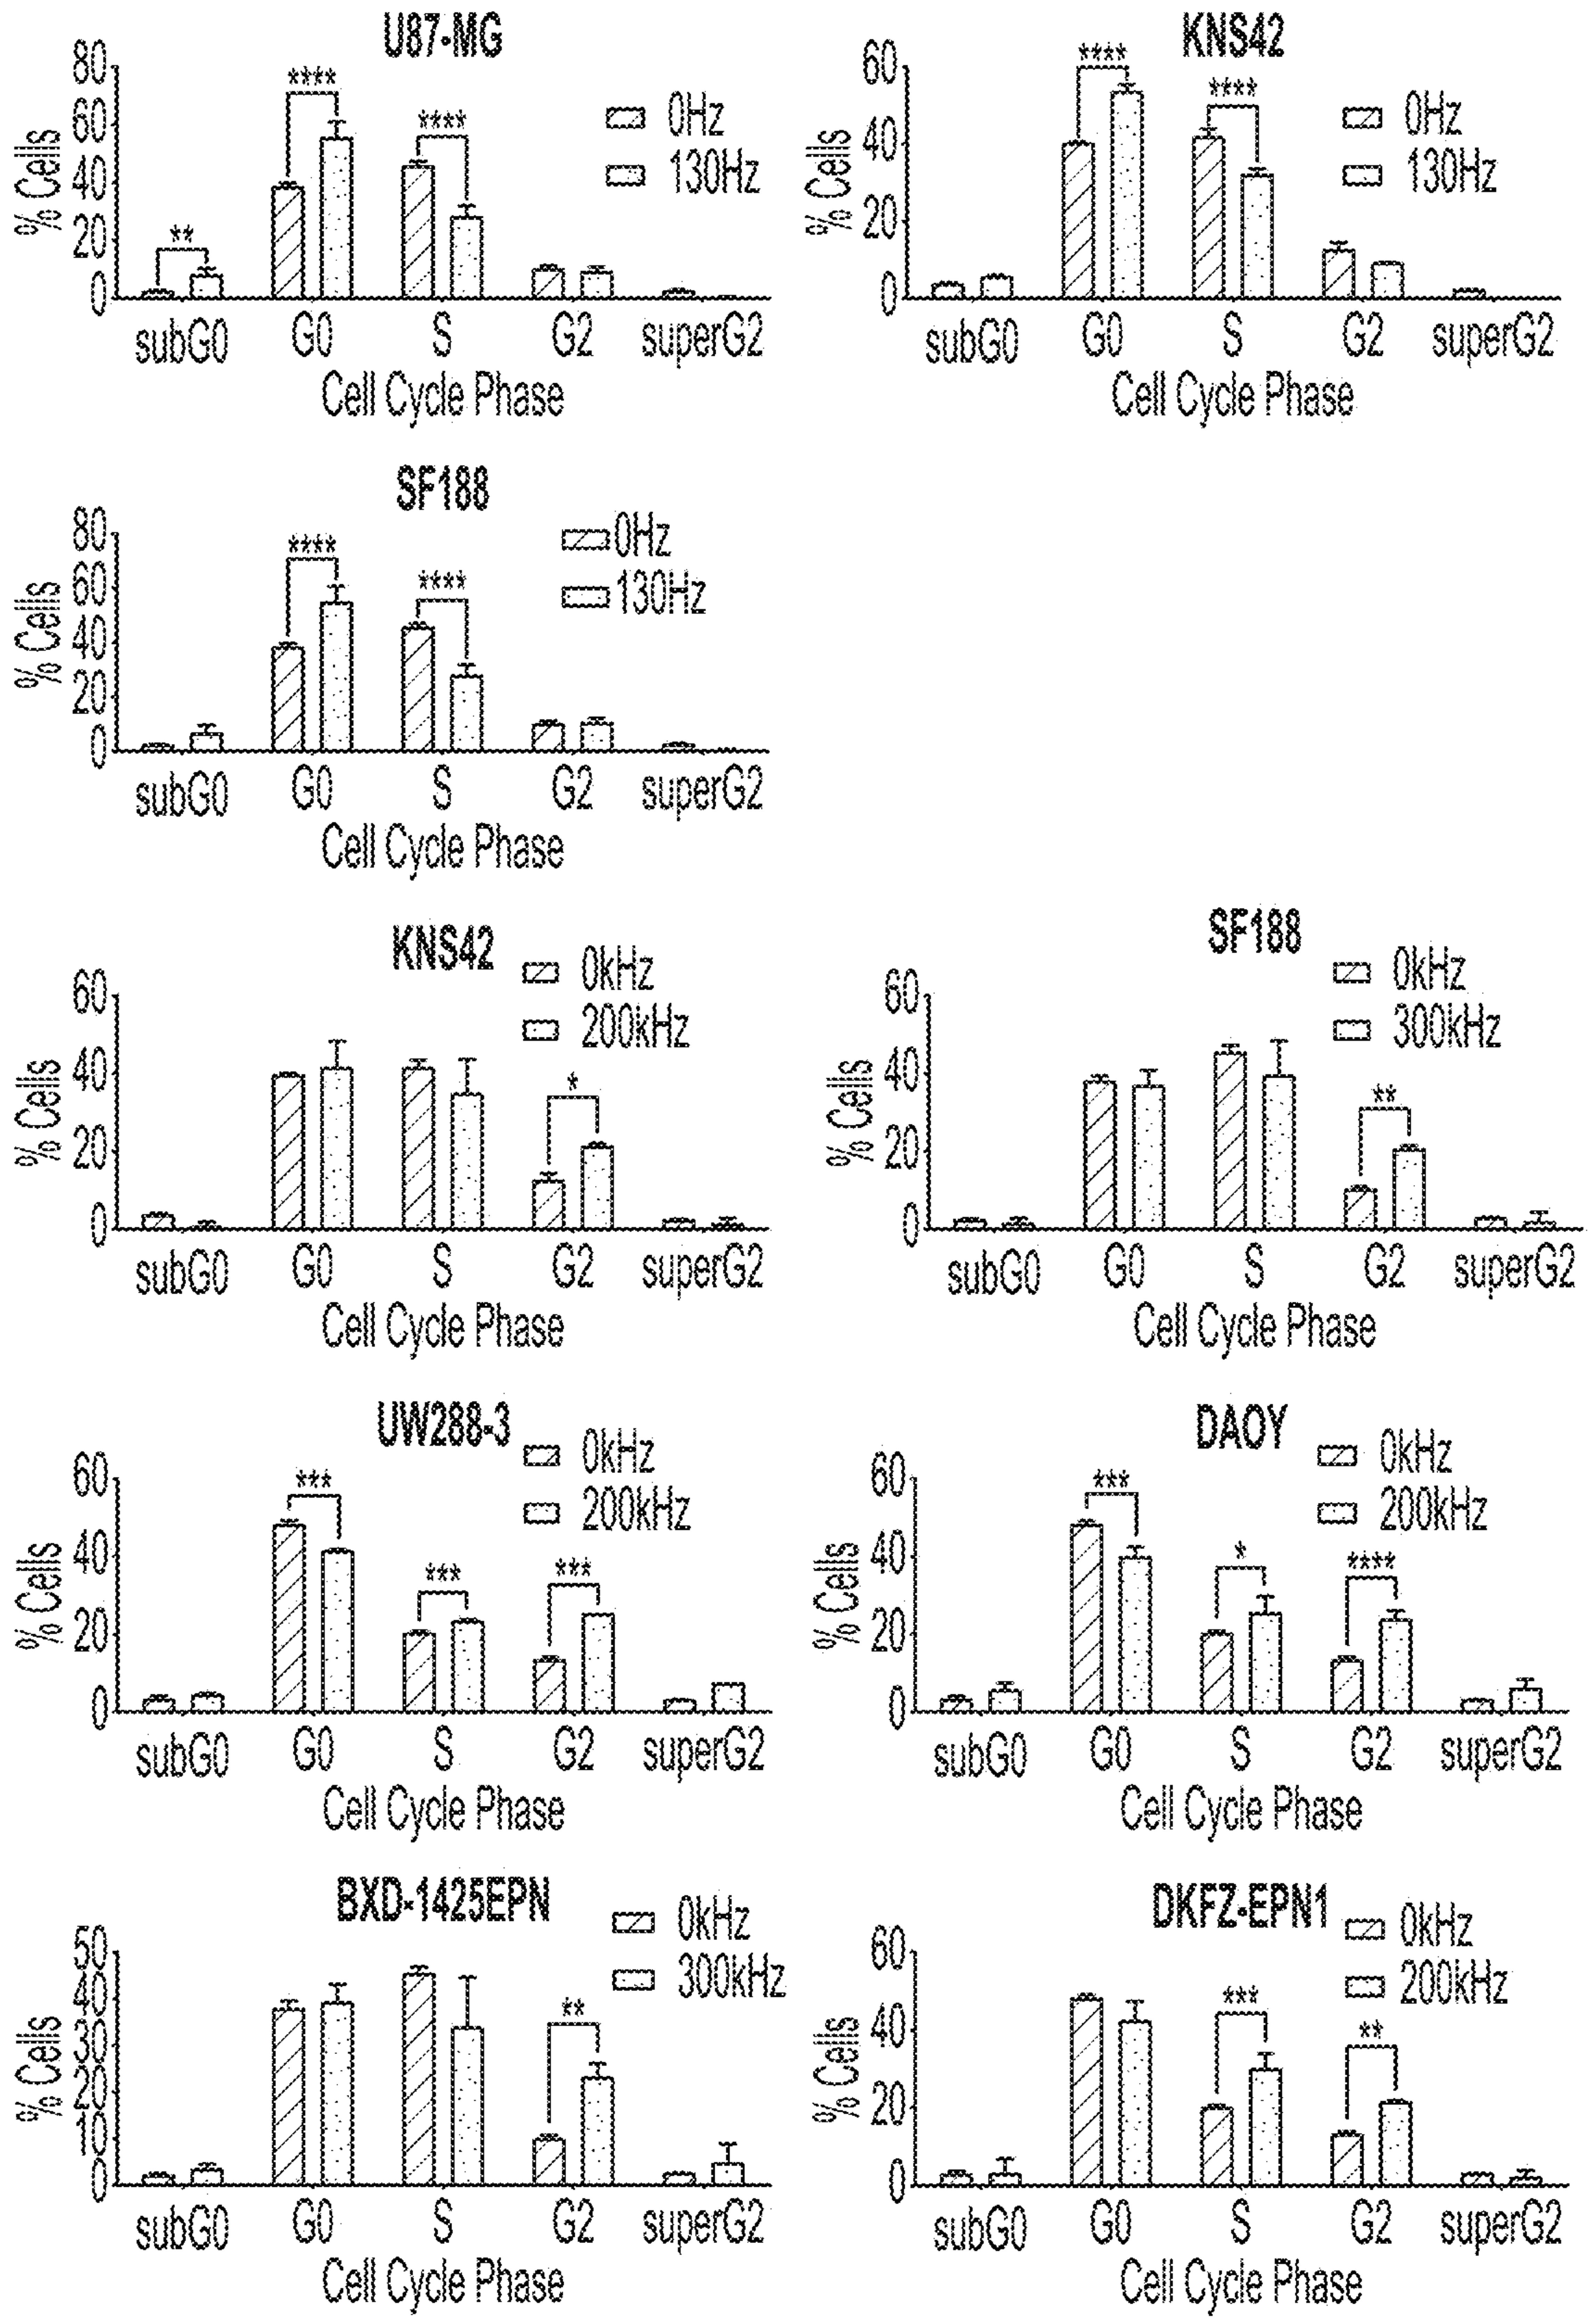 U87-MG
80
60
40
20
0
% Cells
**
****
****
0Hz
130Hz
subG0 G0 S G2 superG2
Cell Cycle Phase
KNS42
60
40
20
0
% Cells
****
****
0Hz
130Hz
subG0 G0 S G2 superG2
Cell Cycle Phase
SF188
80
60
40
20
0
% Cells
****
****
0Hz
130Hz
subG0 G0 S G2 superG2
Cell Cycle Phase
KNS42
60
40
20
0
% Cells
*
0kHz
200kHz
subG0 G0 S G2 superG2
Cell Cycle Phase
SF188
60
40
20
0
% Cells
**
0kHz
300kHz
subG0 G0 S G2 superG2
Cell Cycle Phase
UW288-3
60
40
20
0
% Cells
***
***
***
0kHz
200kHz
subG0 G0 S G2 superG2
Cell Cycle Phase
DAOY
60
40
20
0
% Cells
***
*
****
0kHz
200kHz
subG0 G0 S G2 superG2
Cell Cycle Phase
BXD-1425EPN
50
40
30
20
10
0
% Cells
**
0kHz
300kHz
subG0 G0 S G2 superG2
Cell Cycle Phase
DKFZ-EPN1
60
40
20
0
% Cells
***
**
0kHz
200kHz
subG0 G0 S G2 superG2
Cell Cycle Phase